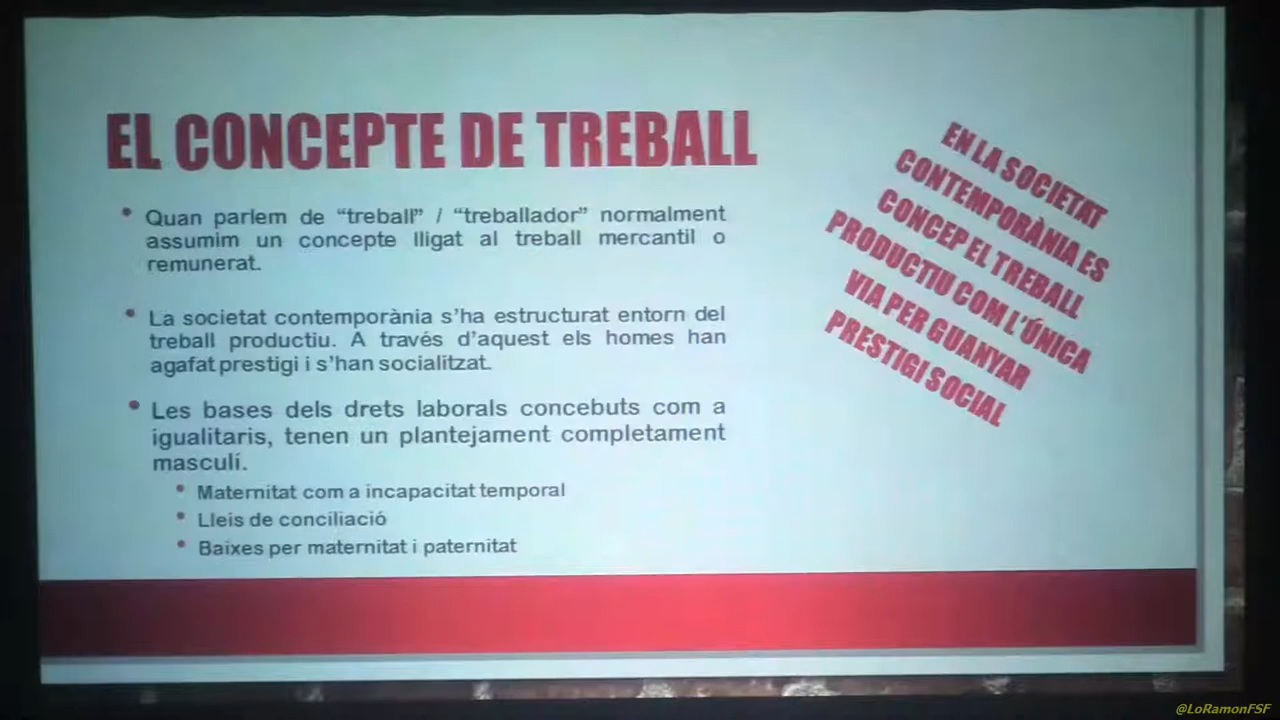 EL CONCEPTE DE TREBALL
Quan parlem de “treball” / “treballador” normalment
assumim un concepte lligat al treball mercantil o
remunerat.
La societat contemporània s’ha estructurat entorn del
treball productiu. A través d’aquest els homes han
agafat prestigi i s’han socialitzat.
Les bases dels drets laborals concebuts com a
igualitaris, tenen un plantejament completament
masculí.
Maternitat com a incapacitat temporal
Lleis de conciliació
Baixes per maternitat i paternitat
EN LA SOCIETAT
CONTEMPORÀNIA ES
CONCEP EL TREBALL
PRODUCTIU COM L’ÚNICA
VIA PER GUANYAR
PRESTIGI SOCIAL
@LoRamonFSF